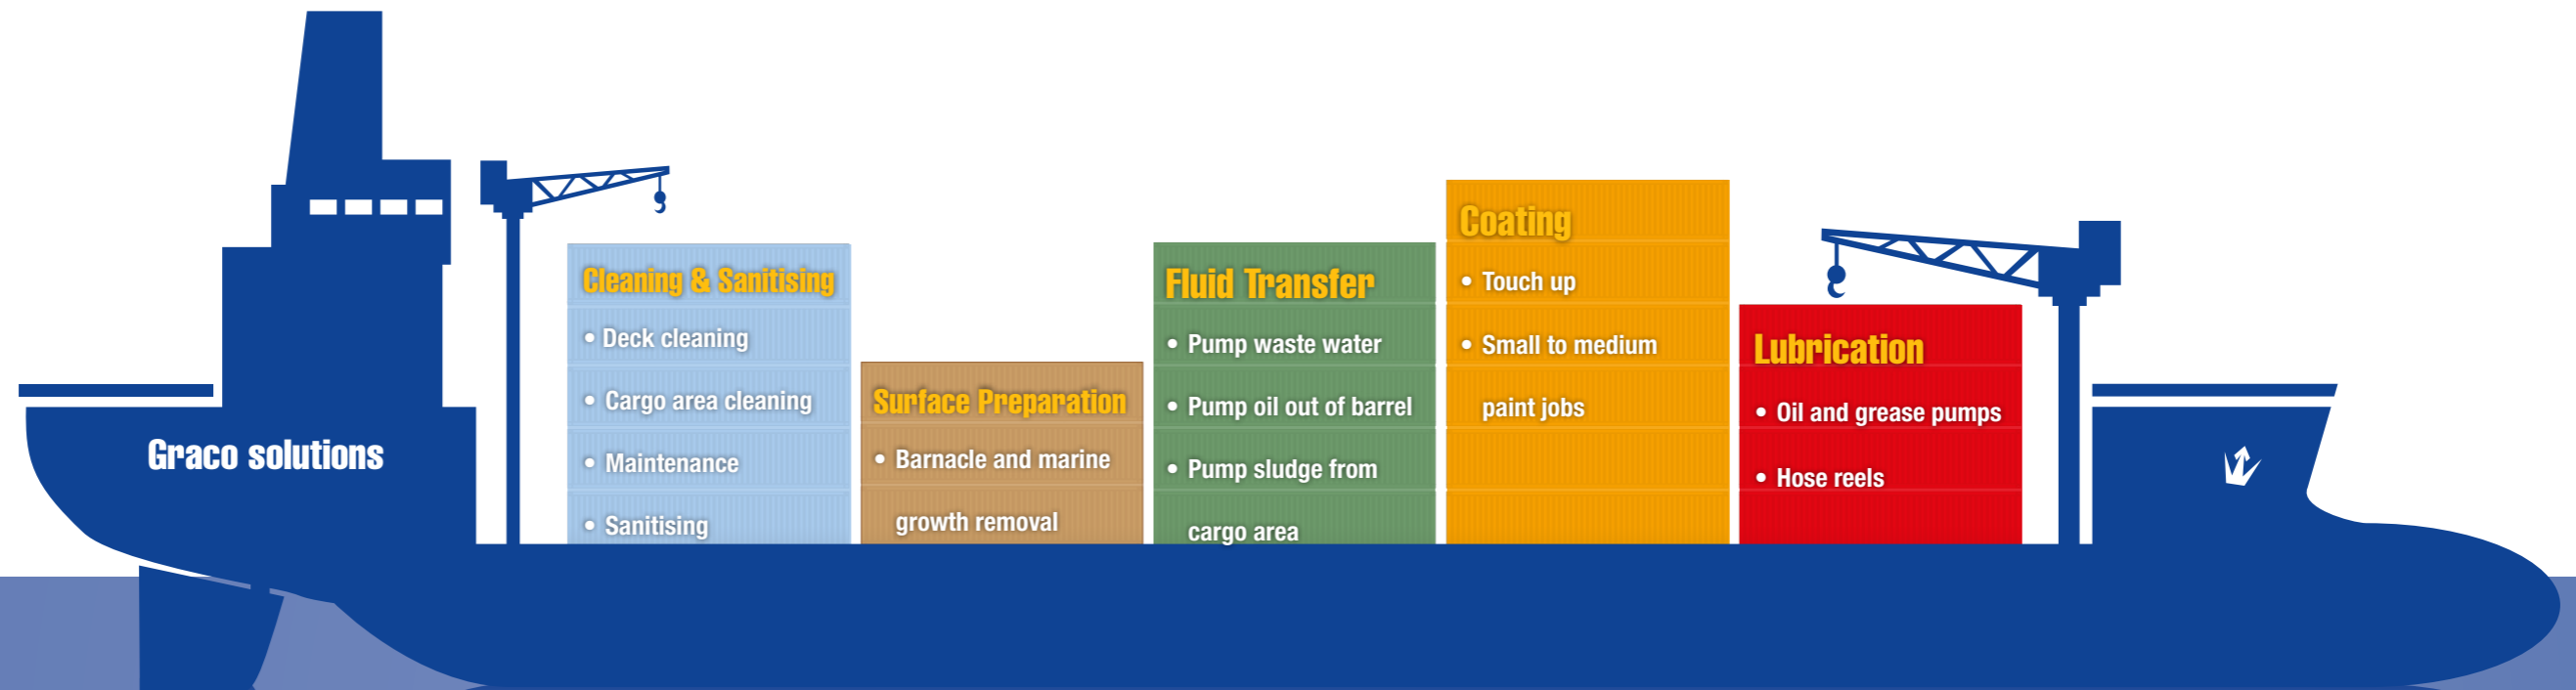 Graco solutions
Cleaning & Sanitising
• Deck cleaning
• Cargo area cleaning
• Maintenance
• Sanitising
Surface Preparation
• Barnacle and marine
growth removal
Fluid Transfer
• Pump waste water
• Pump oil out of barrel
• Pump sludge from
cargo area
Coating
• Touch up
• Small to medium
paint jobs
Lubrication
• Oil and grease pumps
• Hose reels